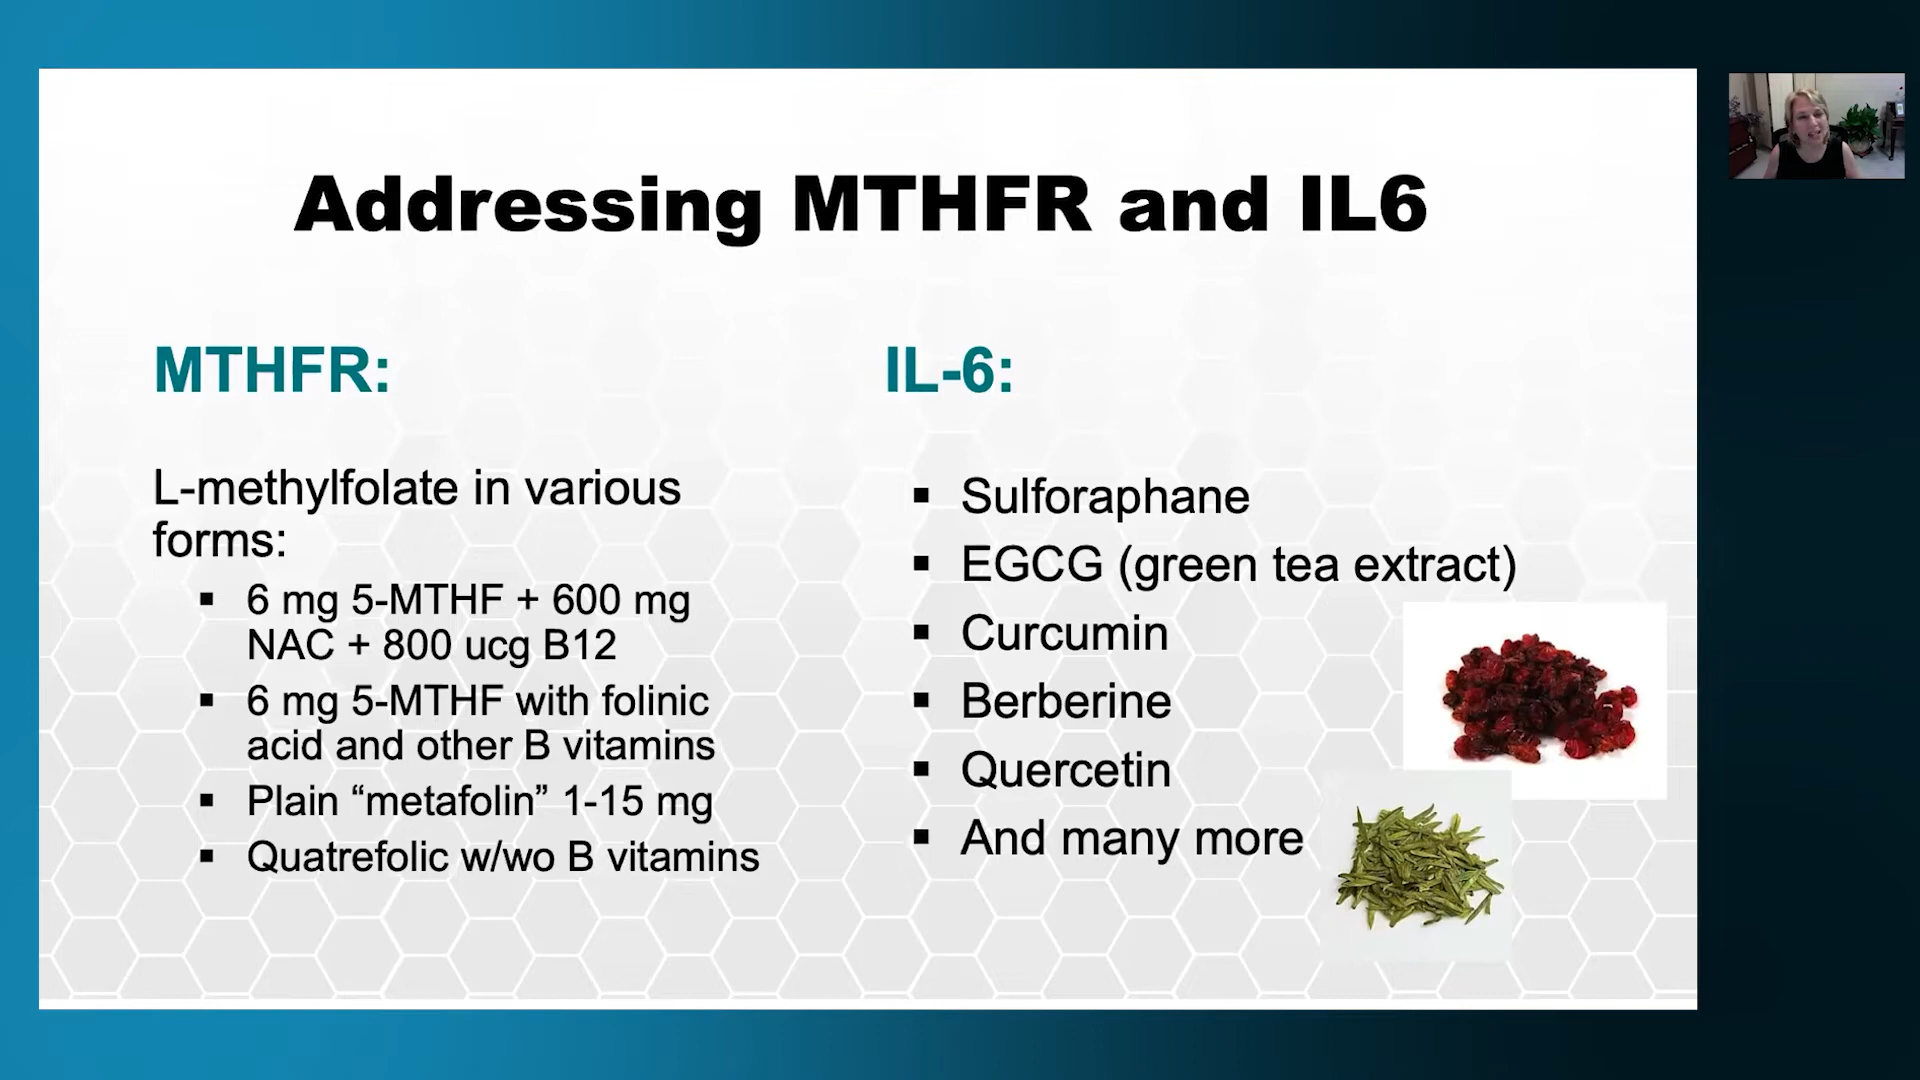 Addressing MTHFR and IL6
MTHFR:
L-methylfolate in various
forms:
▪ 6 mg 5-MTHF + 600 mg
NAC + 800 ucg B12
▪ 6 mg 5-MTHF with folinic
acid and other B vitamins
▪ Plain “metafolin” 1-15 mg
▪ Quatrefolic w/wo B vitamins
IL-6:
▪ Sulforaphane
▪ EGCG (green tea extract)
▪ Curcumin
▪ Berberine
▪ Quercetin
▪ And many more